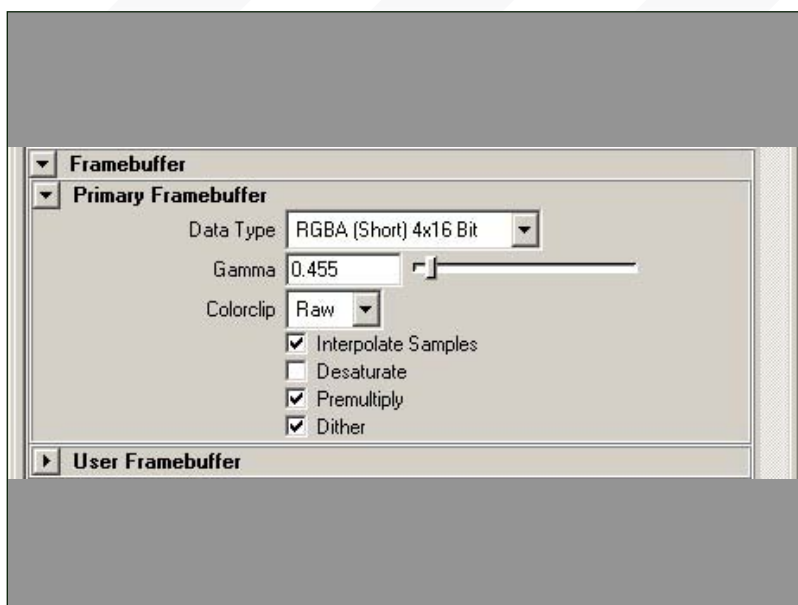 Framebuffer
Primary Framebuffer
Data Type RGBA (Short) 4x16 Bit
Gamma 0.455
Colorclip Raw
Interpolate Samples
Desaturate
Premultiply
Dither
User Framebuffer